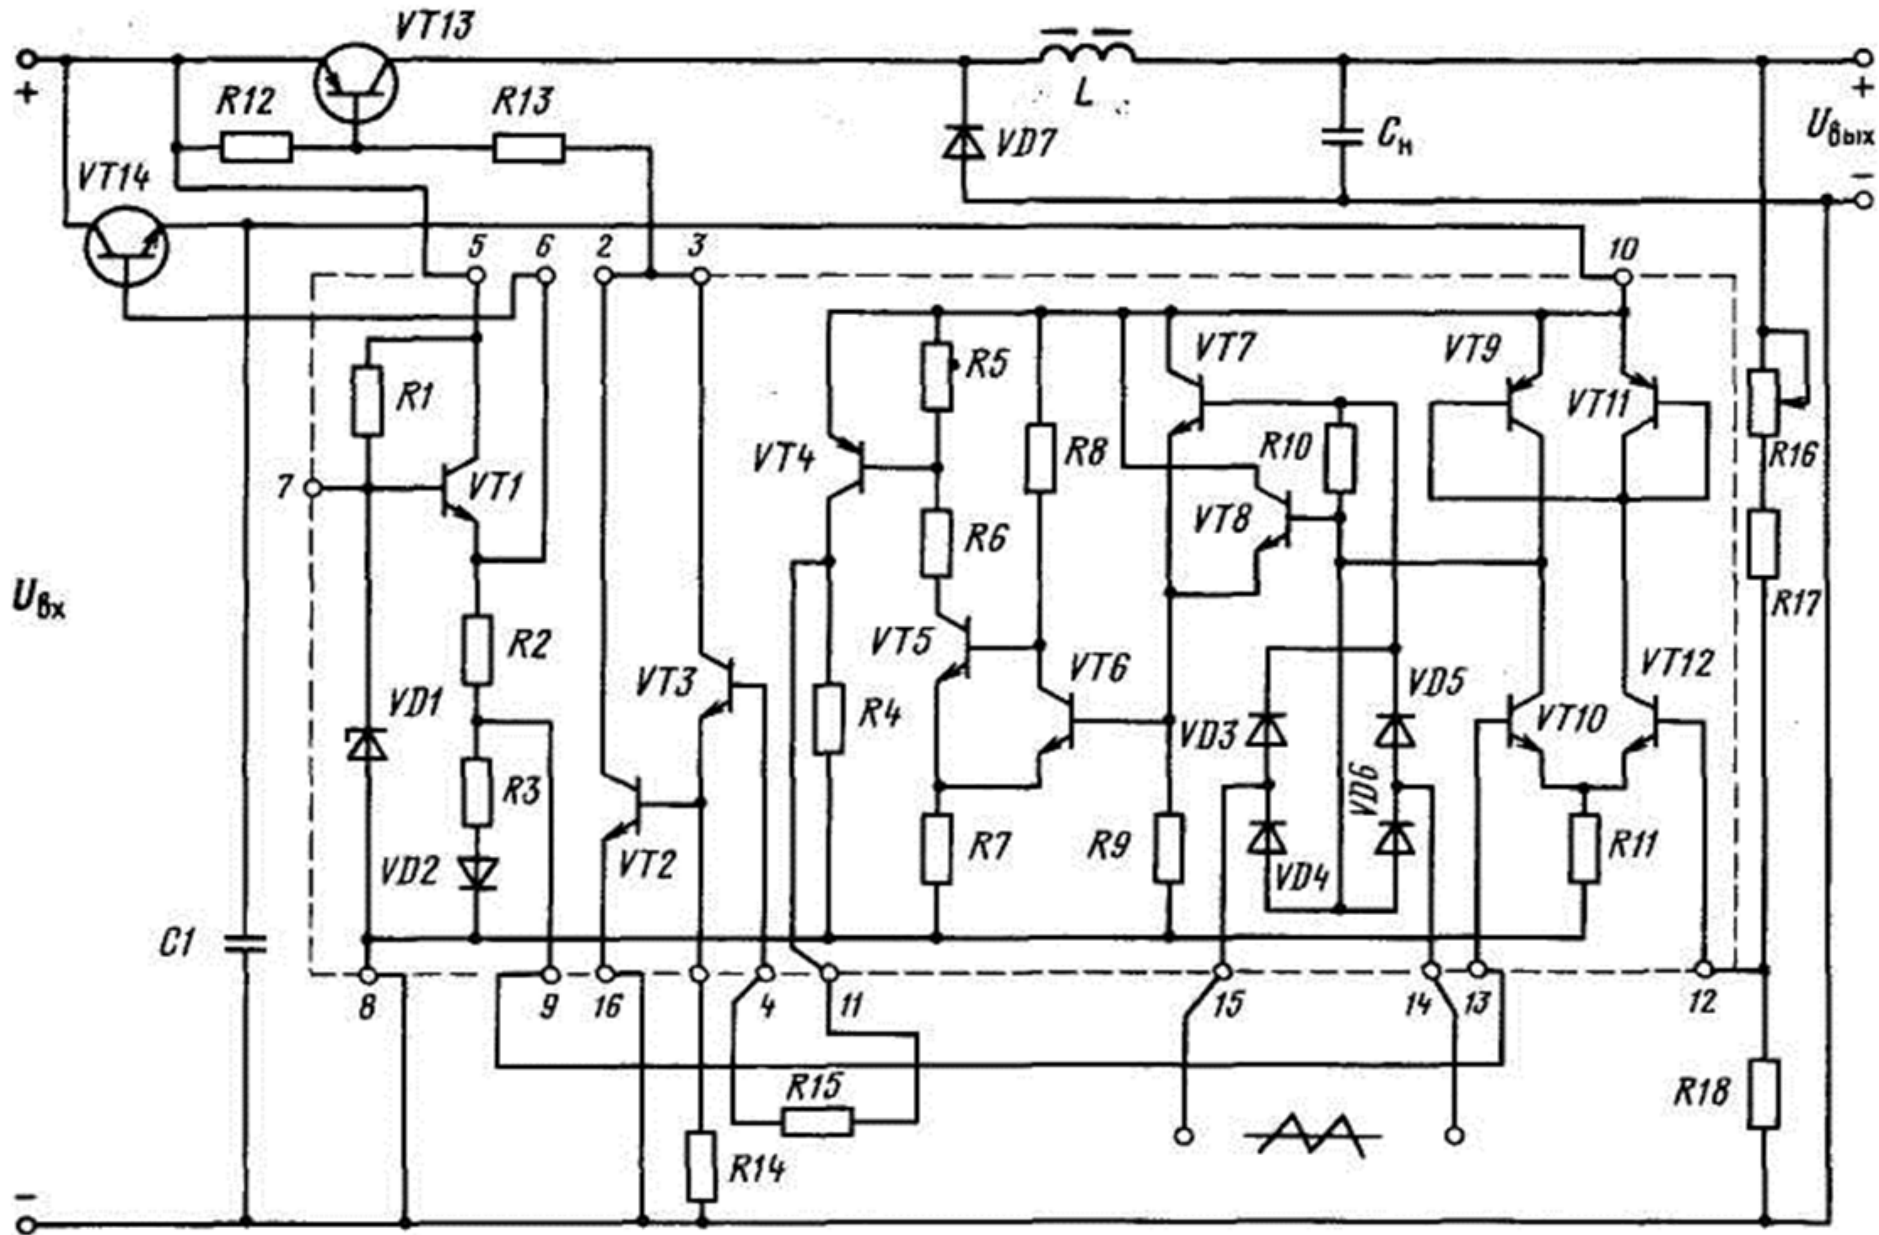 VT13
+
R12
R13
L
VD7
Cн
+
Uвых
−
VT14
5
6
2
3
10
R1
R5
VT7
VT9
VT11
7
VT1
VT4
R8
R10
R16
VT8
R6
Uвх
R2
VT5
R17
VT3
VT6
VT12
VD1
R4
VD3
VD5
VT10
R3
VD6
VD2
VT2
R7
R9
VD4
R11
C1
8
9
16
4
11
15
14
13
12
R15
R18
R14
−